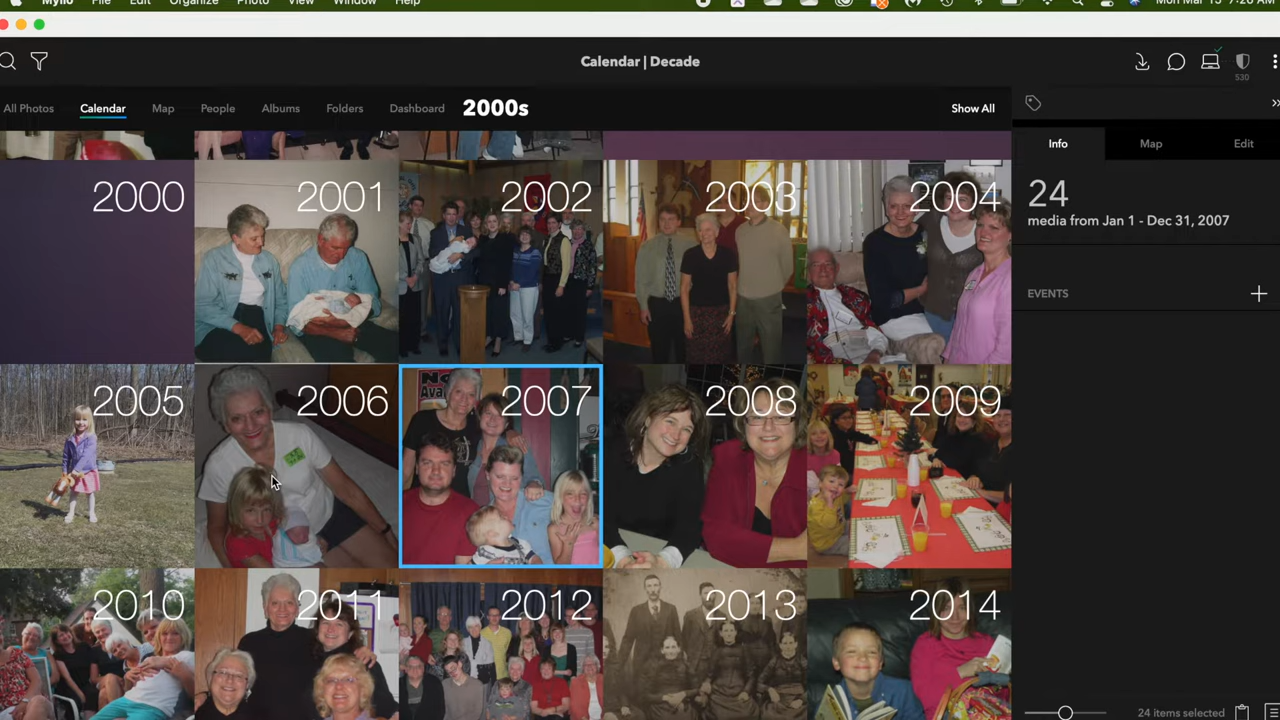 Mylio File Edit Organize Photo View Window Help
Calendar | Decade
530
All Photos Calendar Map People Albums Folders Dashboard 2000s Show All
Info Map Edit
2000 2001 2002 2003 2004
24
media from Jan 1 - Dec 31, 2007
EVENTS
2005 2006 2007 2008 2009
2010 2011 2012 2013 2014
24 items selected